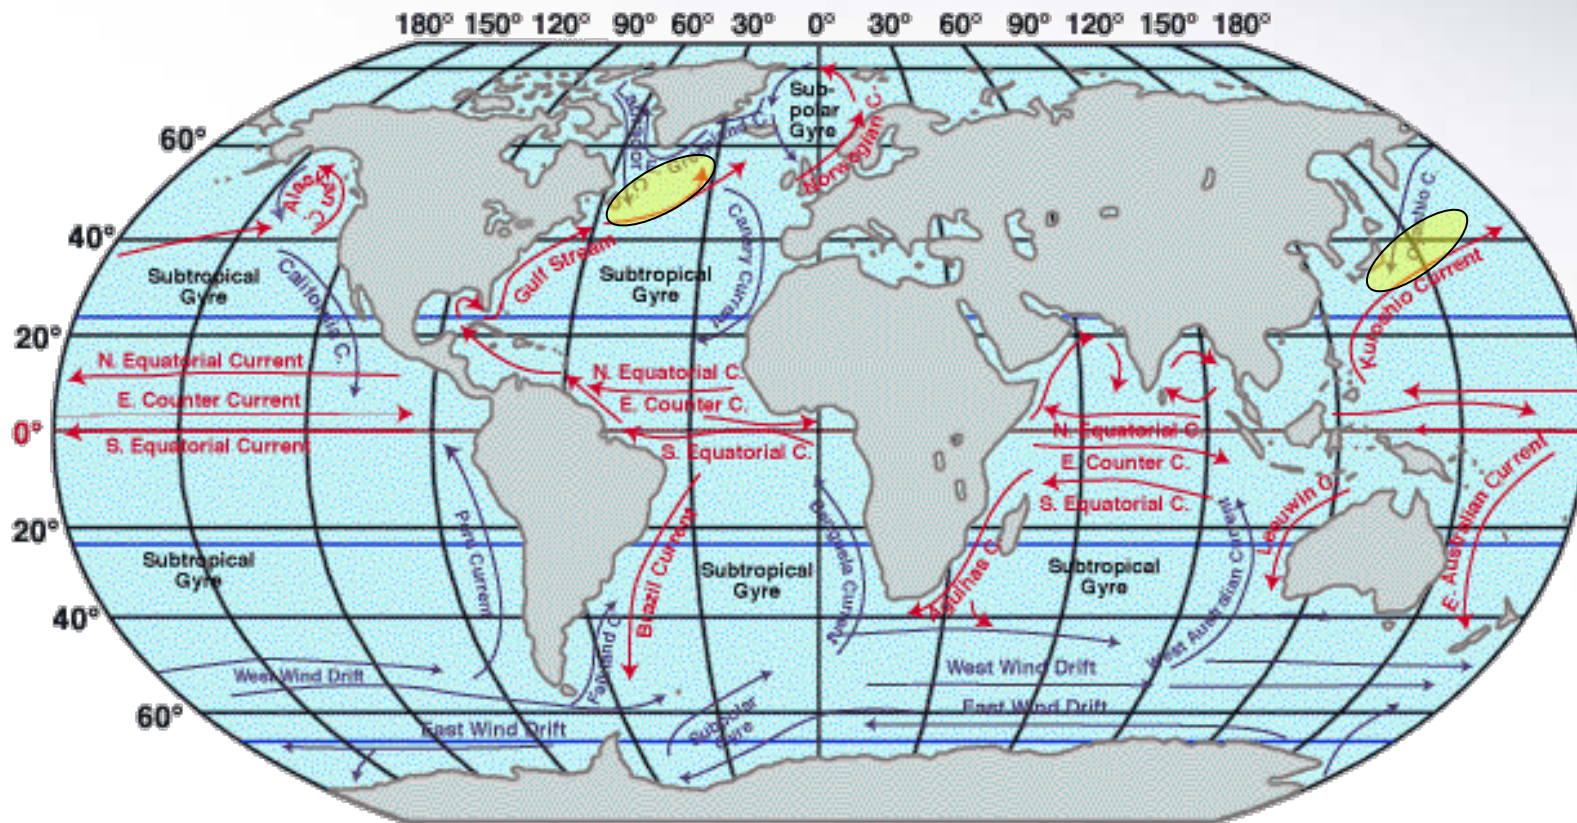 180° 150° 120° 90° 60° 30° 0° 30° 60° 90° 120° 150° 180°
60°
40°
20°
0°
20°
40°
60°
Sub-
polar
Gyre
Norwegian C.
Alaskan C.
Subtropical
Gyre
California C.
Gulf Stream
Subtropical
Gyre
Canary Current
Oyashio C.
Kuroshio Current
N. Equatorial Current
E. Counter Current
S. Equatorial Current
N. Equatorial C.
E. Counter C.
S. Equatorial C.
N. Equatorial C.
E. Counter C.
S. Equatorial C.
Peru Current
Subtropical
Gyre
Brazil Current
Subtropical
Gyre
Benguela Current
Agulhas C.
Subtropical
Gyre
Leeuwin C.
West Australian Current
E. Australian Current
Falkland C.
West Wind Drift
West Wind Drift
East Wind Drift
East Wind Drift
Subpolar
Gyre